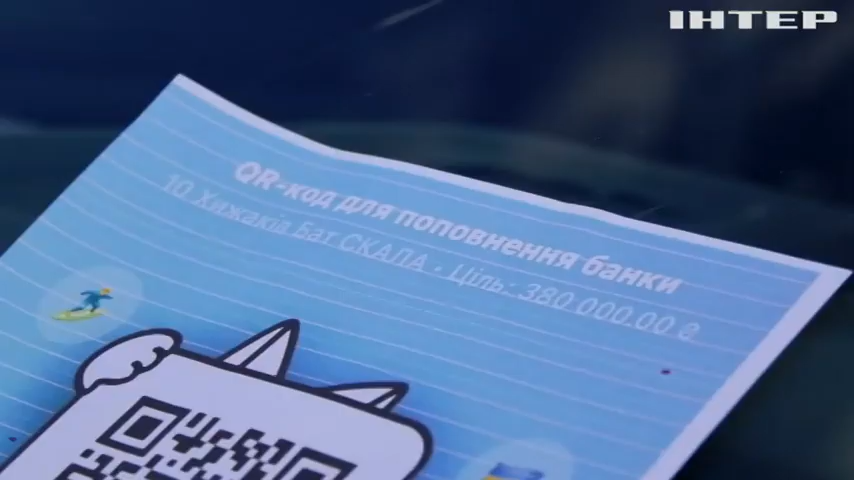 ІНТЕР
QR-код для поповнення банки
10 Хижаків Бат СКАЛА · Ціль: 380 000.00 ₴